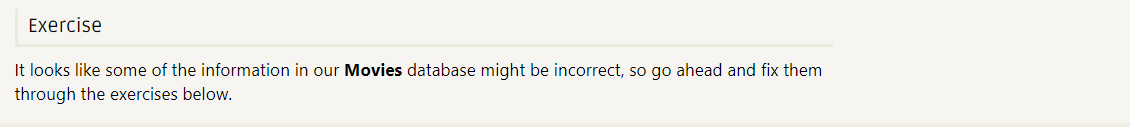 Exercise
It looks like some of the information in our Movies database might be incorrect, so go ahead and fix them
through the exercises below.